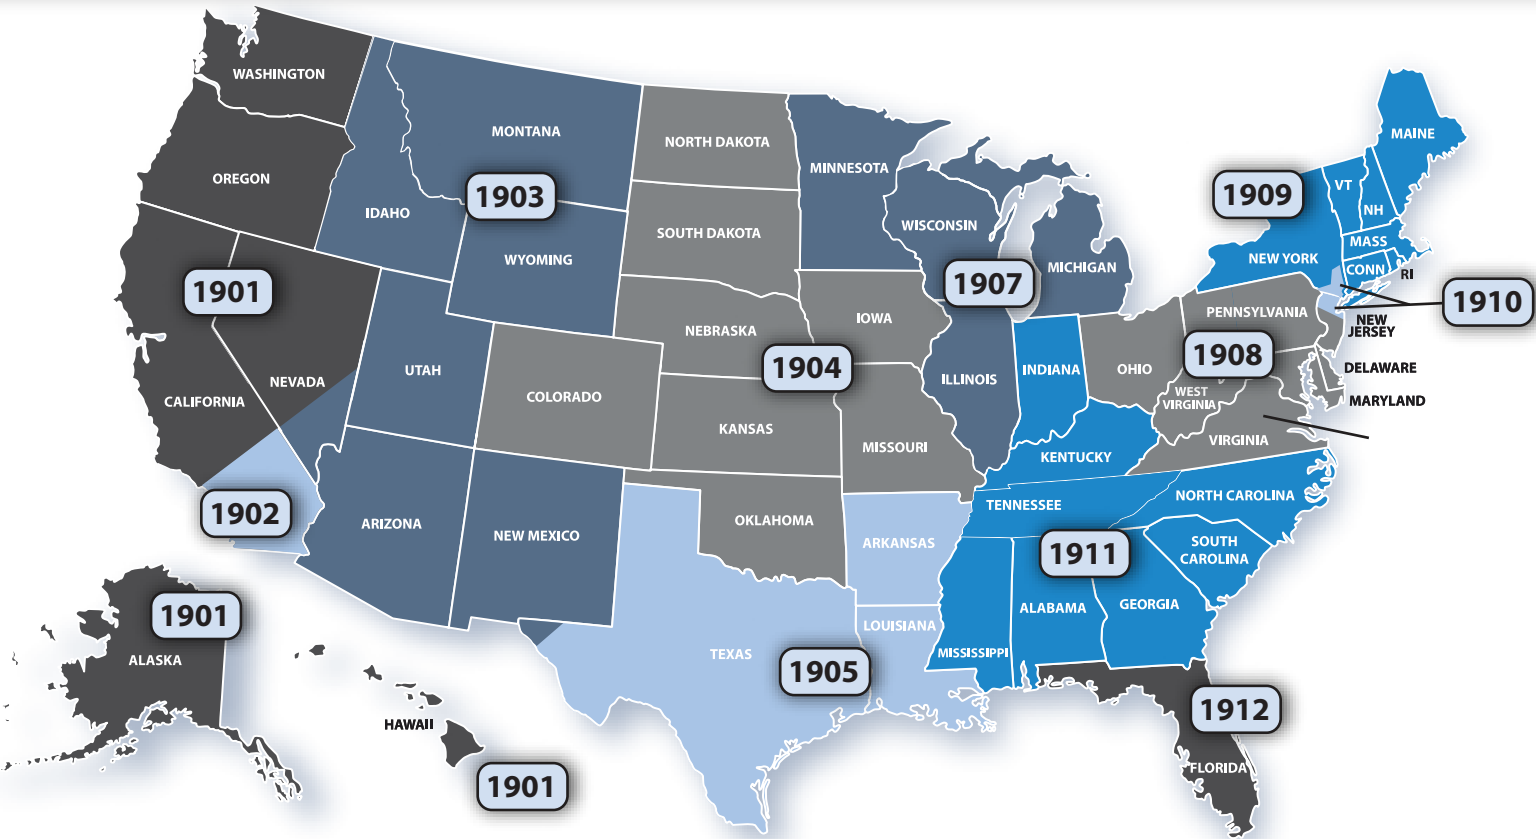 WASHINGTON
OREGON
CALIFORNIA
NEVADA
1901
1902
IDAHO
MONTANA
1903
WYOMING
UTAH
ARIZONA
NEW MEXICO
COLORADO
NORTH DAKOTA
SOUTH DAKOTA
NEBRASKA
KANSAS
OKLAHOMA
IOWA
1904
MISSOURI
MINNESOTA
WISCONSIN
1907
MICHIGAN
ILLINOIS
INDIANA
OHIO
PENNSYLVANIA
1908
WEST
VIRGINIA
VIRGINIA
NEW
JERSEY
DELAWARE
MARYLAND
1909
NEW YORK
VT
NH
MAINE
MASS
CONN
RI
1910
KENTUCKY
TENNESSEE
NORTH CAROLINA
SOUTH
CAROLINA
1911
GEORGIA
ALABAMA
MISSISSIPPI
ARKANSAS
LOUISIANA
TEXAS
1905
1912
FLORIDA
1901
ALASKA
HAWAII
1901